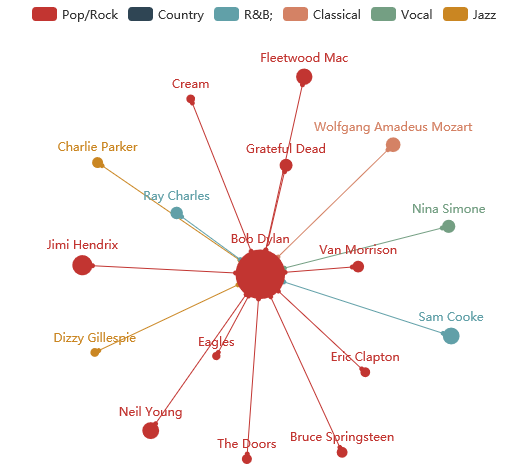 Pop/Rock Country R&B; Classical Vocal Jazz
Fleetwood Mac
Cream
Wolfgang Amadeus Mozart
Charlie Parker
Grateful Dead
Ray Charles
Nina Simone
Bob Dylan
Jimi Hendrix
Van Morrison
Sam Cooke
Dizzy Gillespie
Eagles
Eric Clapton
Neil Young
Bruce Springsteen
The Doors